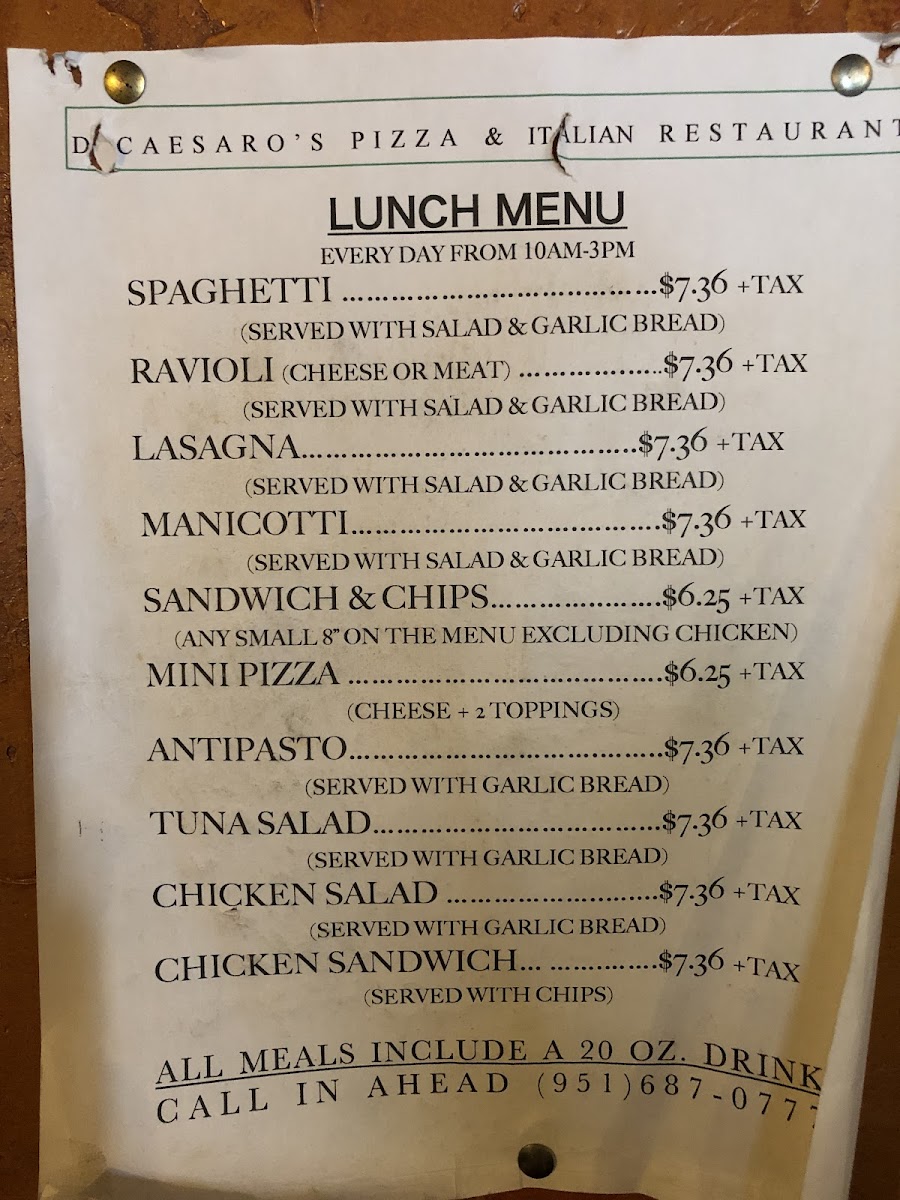 D CAESARO'S PIZZA & ITALIAN RESTAURANT
LUNCH MENU
EVERY DAY FROM 10AM-3PM
SPAGHETTI ........................................$7.36 +TAX
(SERVED WITH SALAD & GARLIC BREAD)
RAVIOLI (CHEESE OR MEAT) ..................$7.36 +TAX
(SERVED WITH SALAD & GARLIC BREAD)
LASAGNA..........................................$7.36 +TAX
(SERVED WITH SALAD & GARLIC BREAD)
MANICOTTI.......................................$7.36 +TAX
(SERVED WITH SALAD & GARLIC BREAD)
SANDWICH & CHIPS.....................$6.25 +TAX
(ANY SMALL 8" ON THE MENU EXCLUDING CHICKEN)
MINI PIZZA ........................................$6.25 +TAX
(CHEESE + 2 TOPPINGS)
ANTIPASTO........................................$7.36 +TAX
(SERVED WITH GARLIC BREAD)
TUNA SALAD....................................$7.36 +TAX
(SERVED WITH GARLIC BREAD)
CHICKEN SALAD ..........................$7.36 +TAX
(SERVED WITH GARLIC BREAD)
CHICKEN SANDWICH... ..............$7.36 +TAX
(SERVED WITH CHIPS)
ALL MEALS INCLUDE A 20 OZ. DRINK
CALL IN AHEAD (951)687-0777